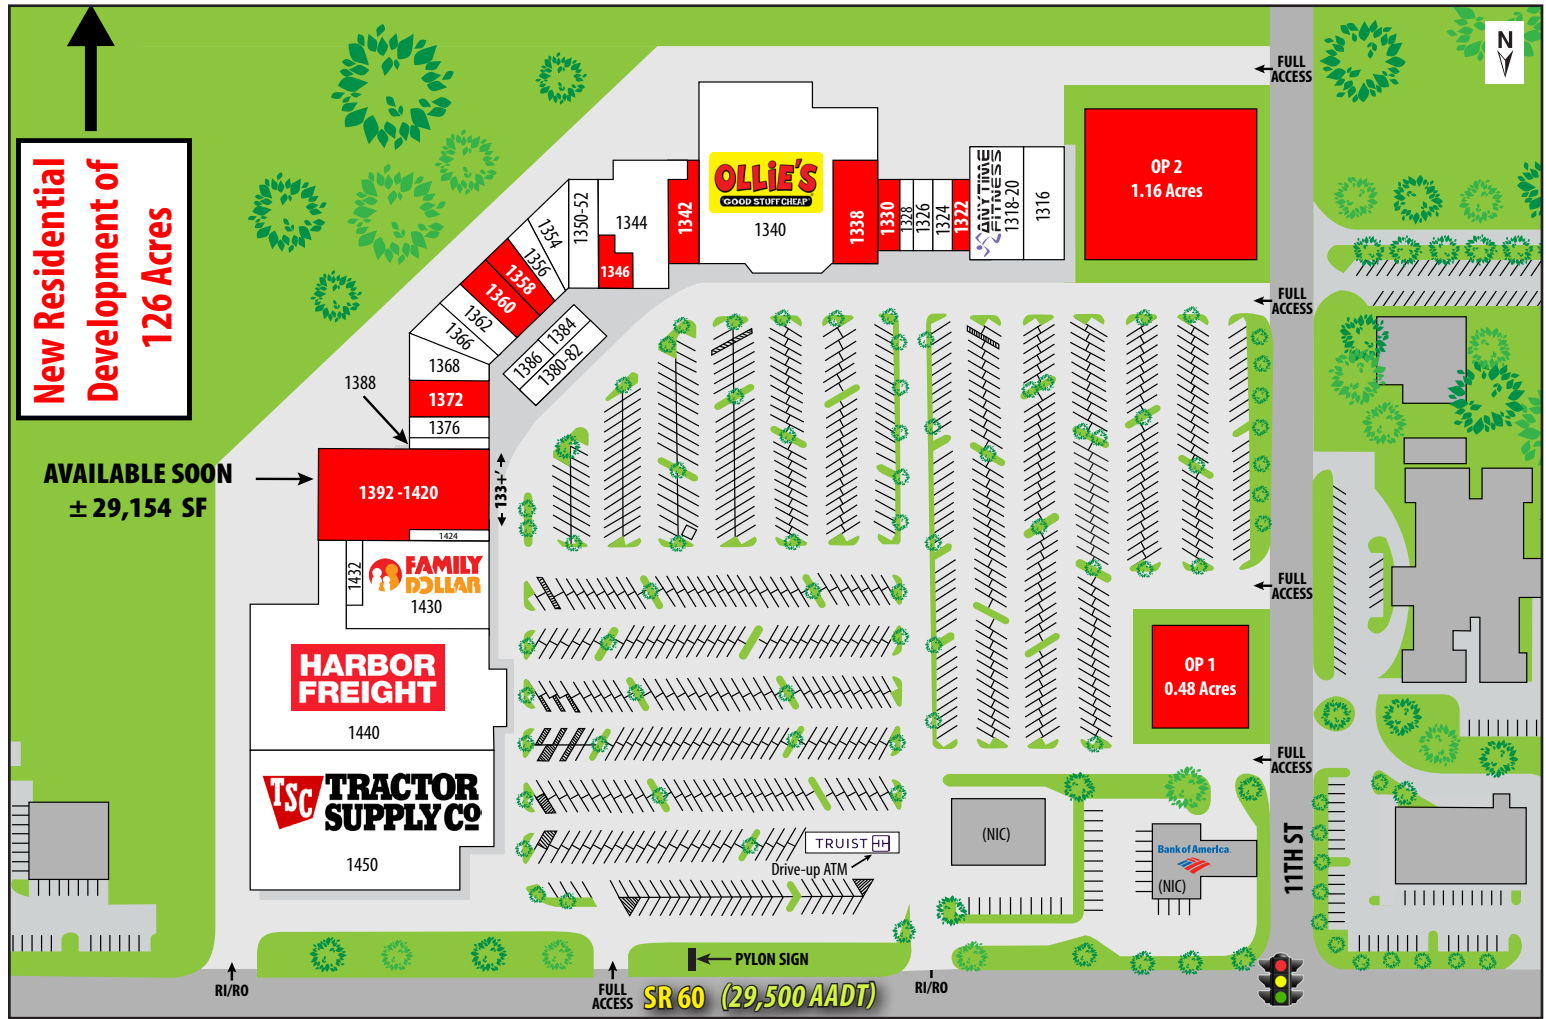 New Residential
Development of
126 Acres
N
FULL
ACCESS
OP 2
1.16 Acres
OLLIE'S
GOOD STUFF CHEAP
1340
1342
1338
1330
1328
1326
1324
1322
ANYTIME
FITNESS
1318-20
1316
1344
1346
1350-52
1354
1356
1358
1360
1362
1366
1368
1384
1386
1380-82
1372
1376
1388
FULL
ACCESS
AVAILABLE SOON
± 29,154 SF
1392 -1420
133+'
1424
1432
FAMILY
DOLLAR
1430
FULL
ACCESS
HARBOR
FREIGHT
1440
OP 1
0.48 Acres
FULL
ACCESS
TSC
TRACTOR
SUPPLY CO
1450
TRUIST
Drive-up ATM
(NIC)
Bank of America
(NIC)
11TH ST
PYLON SIGN
RI/RO
FULL
ACCESS
SR 60 (29,500 AADT)
RI/RO